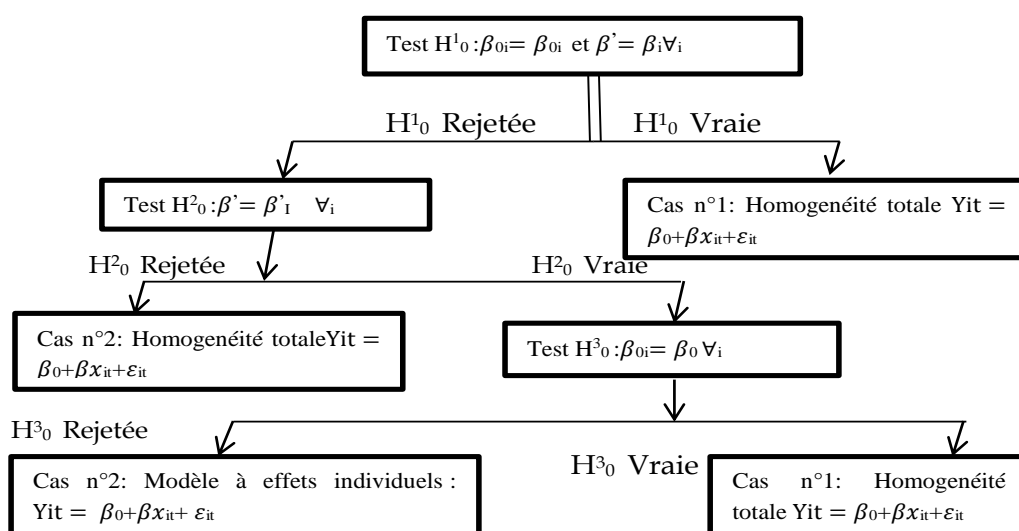 Test H¹₀ :β₀ᵢ= β₀ᵢ et β’= βᵢ∀ᵢ
H¹₀ Rejetée
H¹₀ Vraie
Test H²₀ :β’= β’I ∀ᵢ
Cas n°1: Homogenéité totale Yit =
β₀+βxᵢₜ+εᵢₜ
H²₀ Rejetée
H²₀ Vraie
Cas n°2: Homogenéité totaleYit =
β₀+βxᵢₜ+εᵢₜ
Test H³₀ :β₀ᵢ= β₀ ∀ᵢ
H³₀ Rejetée
H³₀ Vraie
Cas n°2: Modèle à effets individuels :
Yit = β₀+βxᵢₜ+ εᵢₜ
Cas n°1: Homogenéité
totale Yit = β₀+βxᵢₜ+εᵢₜ